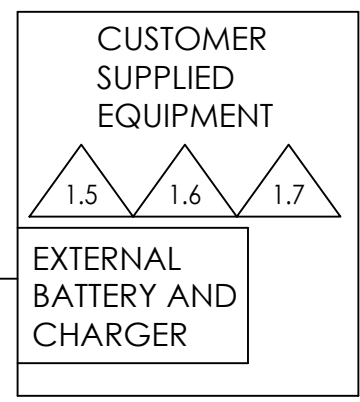 CUSTOMER
SUPPLIED
EQUIPMENT
1.5 1.6 1.7
EXTERNAL
BATTERY AND
CHARGER